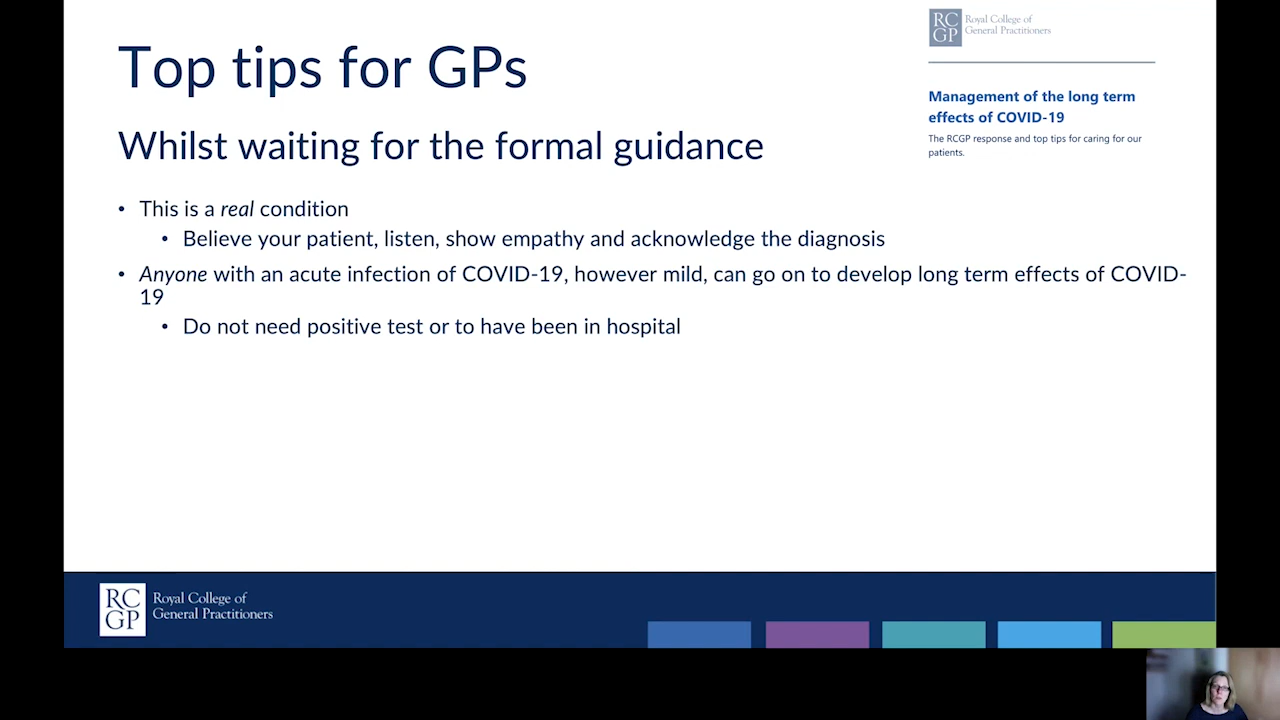 Top tips for GPs
Whilst waiting for the formal guidance
• This is a real condition
• Believe your patient, listen, show empathy and acknowledge the diagnosis
• Anyone with an acute infection of COVID-19, however mild, can go on to develop long term effects of COVID-
19
• Do not need positive test or to have been in hospital
RC
GP
Royal College of
General Practitioners
Management of the long term
effects of COVID-19
The RCGP response and top tips for caring for our
patients.
RC
GP
Royal College of
General Practitioners